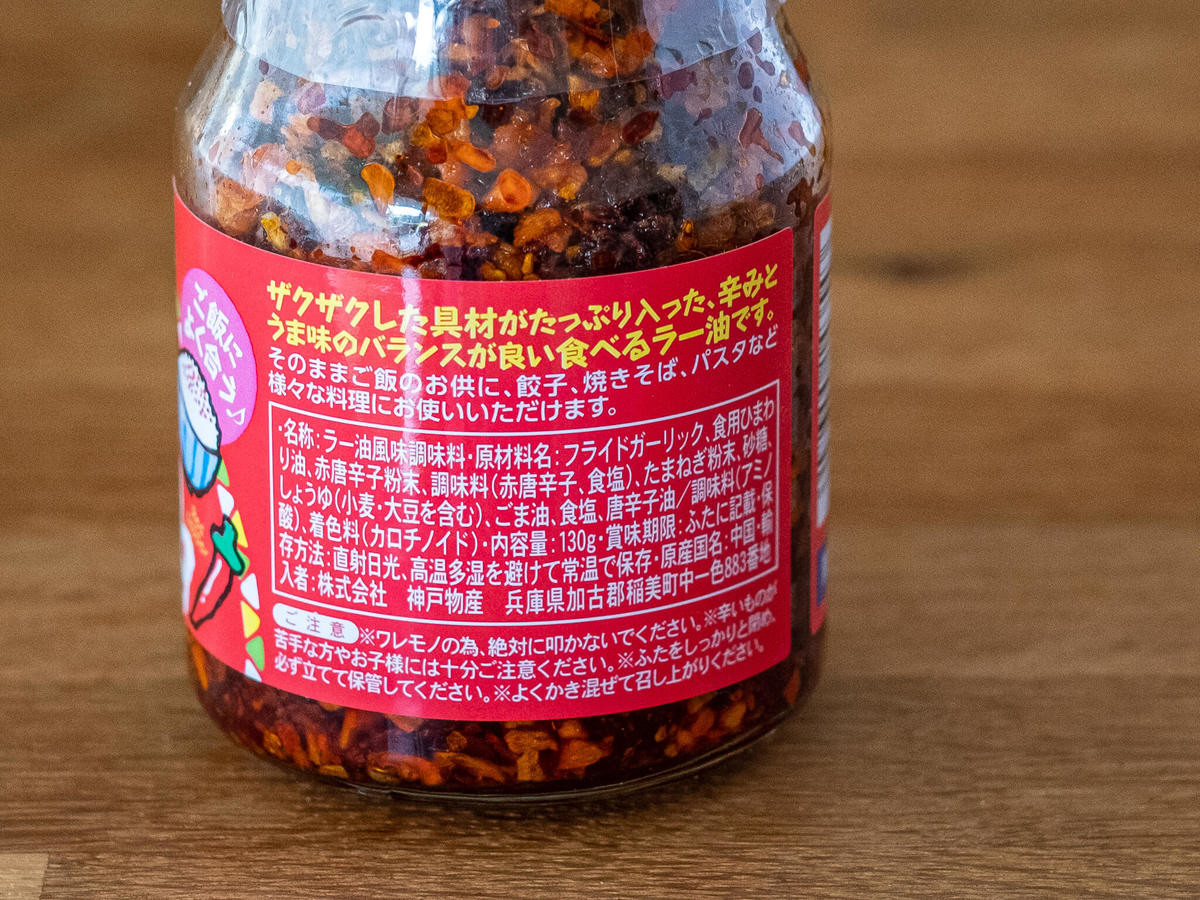 ご飯に
よく合う♪
ザクザクした具材がたっぷり入った、辛みと
うま味のバランスが良い食べるラー油です。
そのままご飯のお供に、餃子、焼きそば、パスタなど
様々な料理にお使いいただけます。
・名称：ラー油風味調味料・原材料名：フライドガーリック、食用ひまわ
り油、赤唐辛子粉末、調味料（赤唐辛子、食塩）、たまねぎ粉末、砂糖、
しょうゆ（小麦・大豆を含む）、ごま油、食塩、唐辛子油／調味料（アミノ
酸）、着色料（カロチノイド）・内容量：130g・賞味期限：ふたに記載・保
存方法：直射日光、高温多湿を避けて常温で保存・原産国名：中国・輸
入者：株式会社　神戸物産　兵庫県加古郡稲美町中一色883番地
ご注意 ※ワレモノの為、絶対に叩かないでください。※辛いものが
苦手な方やお子様には十分ご注意ください。※ふたをしっかりと閉め、
必ず立てて保管してください。※よくかき混ぜて召し上がりください。